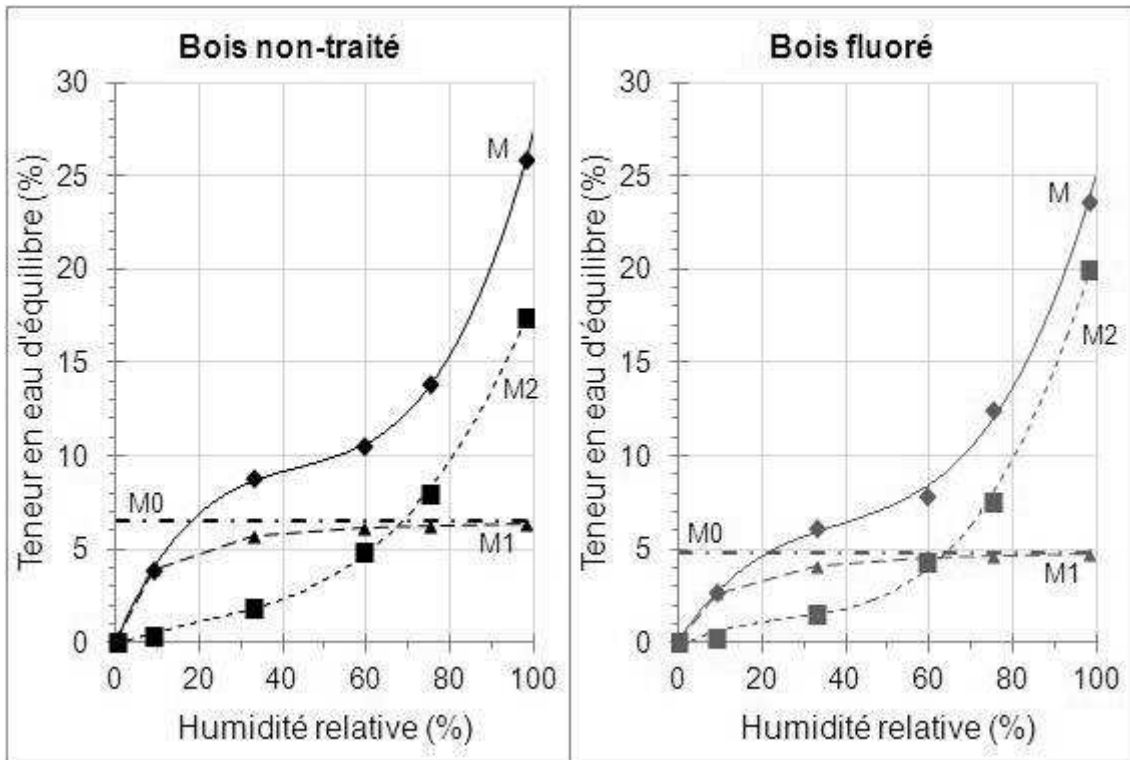 Bois non-traité
Teneur en eau d'équilibre (%)
30
25
20
15
10
5
0
M
M2
M0
M1
0 20 40 60 80 100
Humidité relative (%)
Bois fluoré
Teneur en eau d'équilibre (%)
30
25
20
15
10
5
0
M
M2
M0
M1
0 20 40 60 80 100
Humidité relative (%)